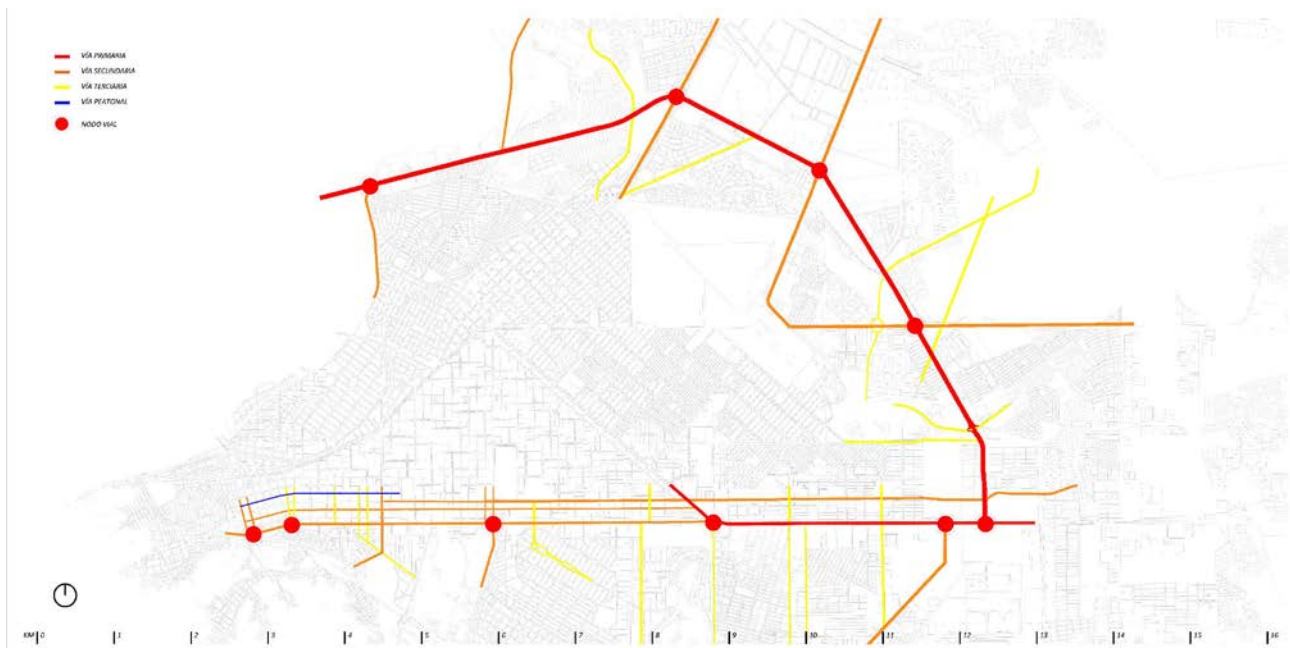 VÍA PRIMARIA
VÍA SECUNDARIA
VÍA TERCIARIA
VÍA PEATONAL
NODO VIAL
KM 0 1 2 3 4 5 6 7 8 9 10 11 12 13 14 15 16